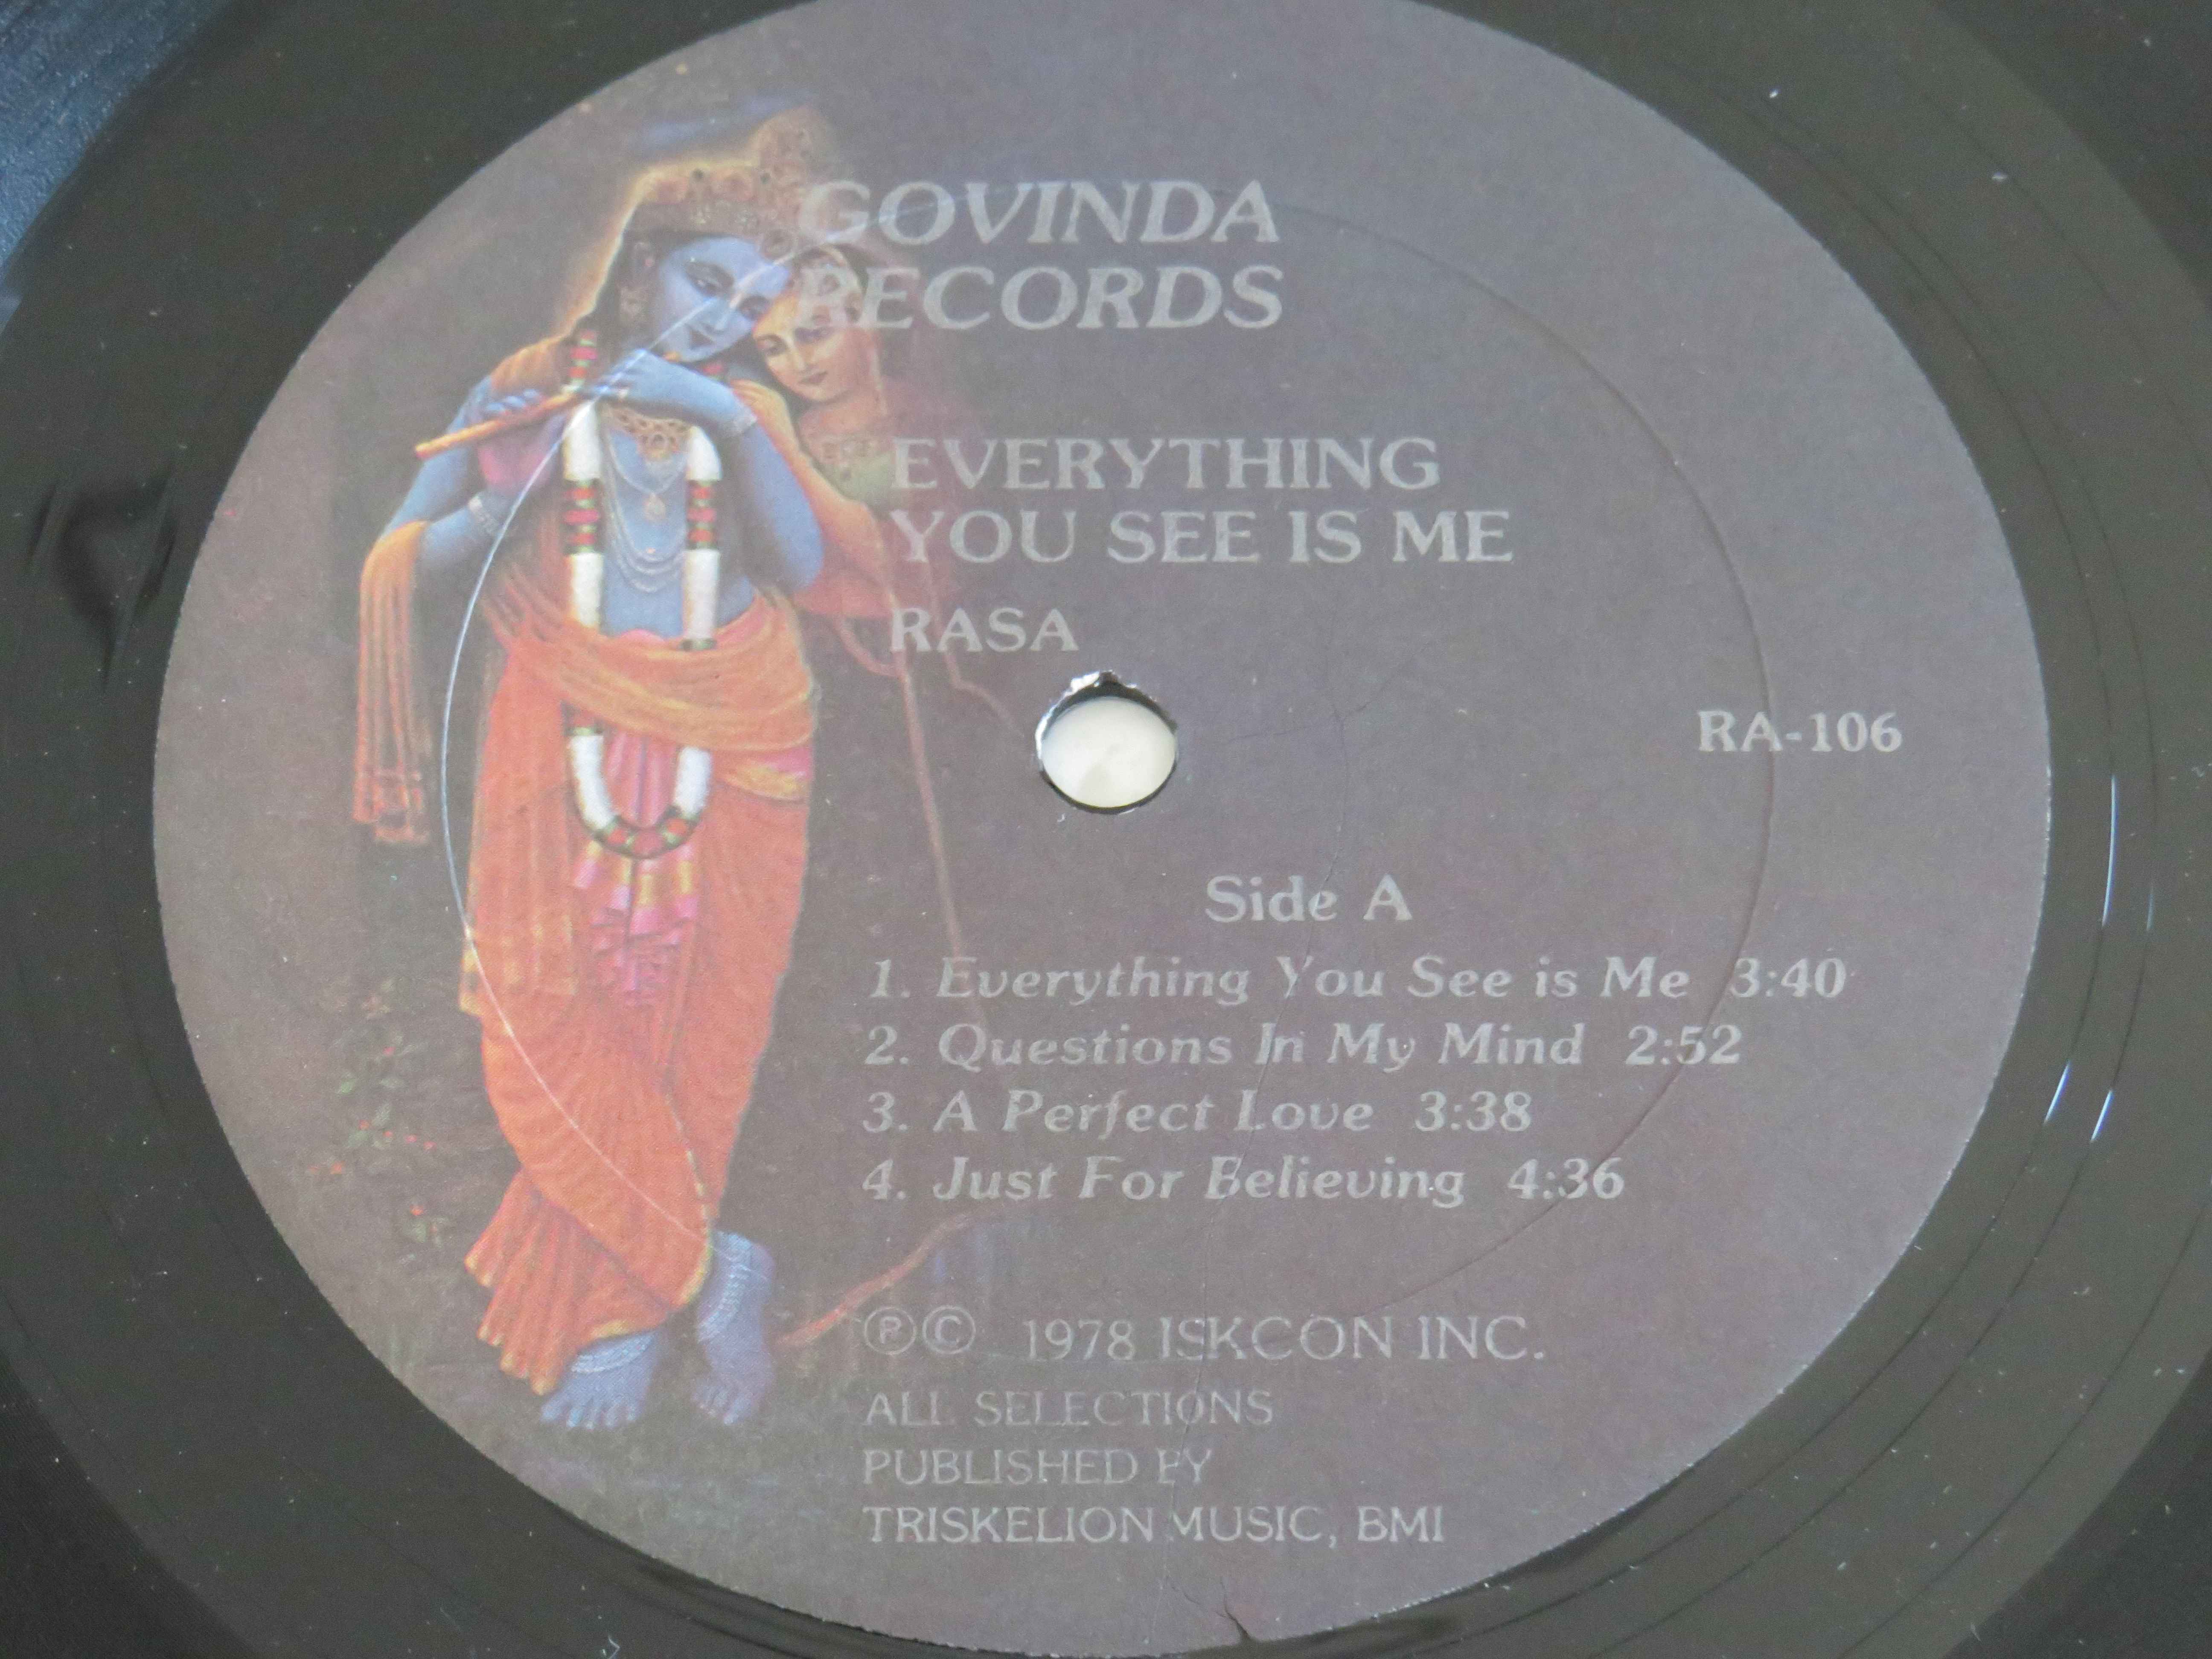 GOVINDA
RECORDS
EVERYTHING
YOU SEE IS ME
RASA
RA-106
Side A
1. Everything You See is Me 3:40
2. Questions In My Mind 2:52
3. A Perfect Love 3:38
4. Just For Believing 4:36
Ⓟ© 1978 ISKCON INC.
ALL SELECTIONS
PUBLISHED BY
TRISKELION MUSIC, BMI